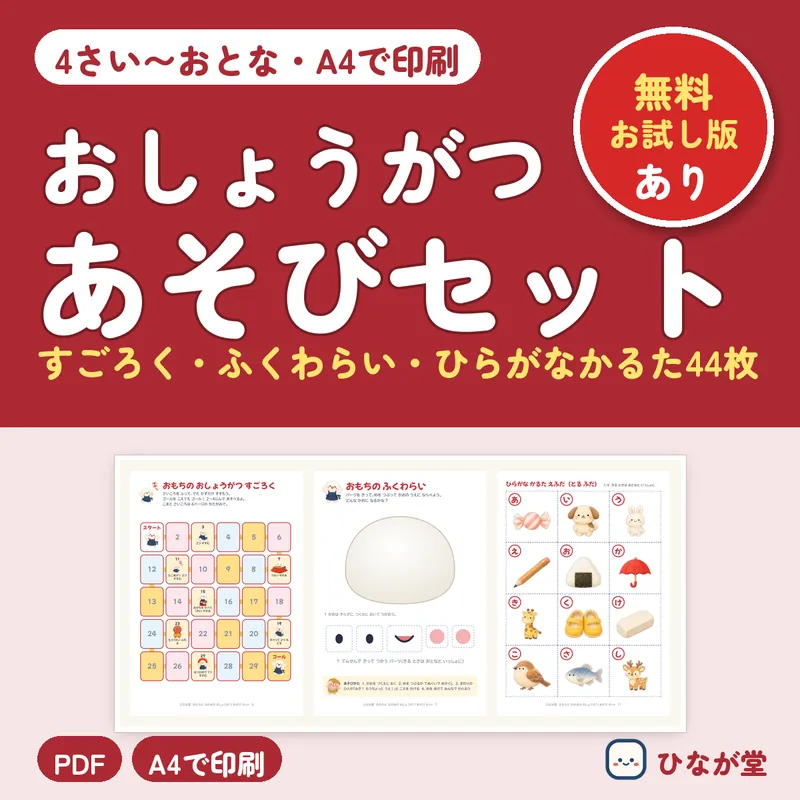 4さい〜おとな・A4で印刷
無料
お試し版
あり
おしょうがつ
あそびセット
すごろく・ふくわらい・ひらがなかるた44枚
おもちの おしょうがつ すごろく
スタート
2
3
4
5
6
12
11
10
9
8
7
13
14
15
16
17
18
24
23
22
21
20
19
25
26
27
28
29
ゴール
おもちの ふくわらい
ひらがな かるた えふだ（とる ふだ）
あ
い
う
え
お
か
き
く
け
こ
さ
し
PDF
A4で印刷
ひなが堂